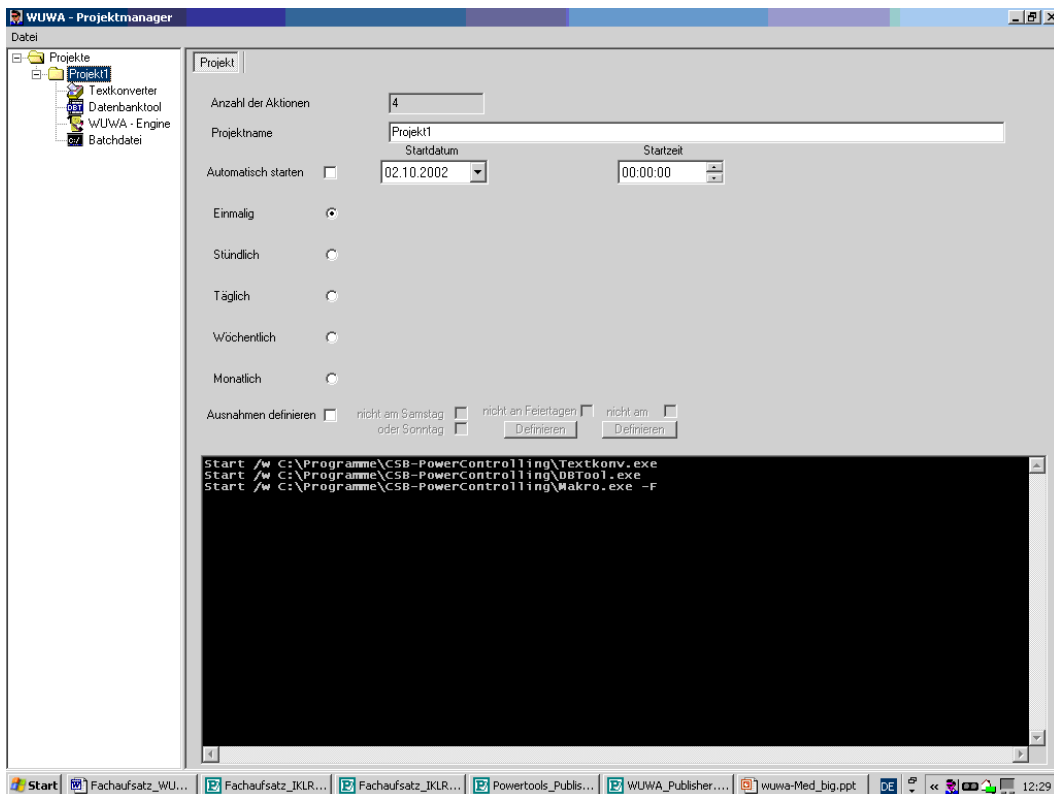 WUWA - Projektmanager
Datei
Projekte
Projekt1
Textkonverter
DBT Datenbanktool
WUWA - Engine
C:/ Batchdatei
Projekt
Anzahl der Aktionen 4
Projektname Projekt1
Startdatum Startzeit
Automatisch starten 02.10.2002 00:00:00
Einmalig
Stündlich
Täglich
Wöchentlich
Monatlich
Ausnahmen definieren nicht am Samstag nicht an Feiertagen nicht am
oder Sonntag Definieren Definieren
Start /w C:\Programme\CSB-PowerControlling\Textkonv.exe
Start /w C:\Programme\CSB-PowerControlling\DBTool.exe
Start /w C:\Programme\CSB-PowerControlling\Makro.exe -F
Start Fachaufsatz_WU... Fachaufsatz_IKLR... Fachaufsatz_IKLR... Powertools_Publis... WUWA_Publisher.... wuwa-Med_big.ppt DE « 12:29